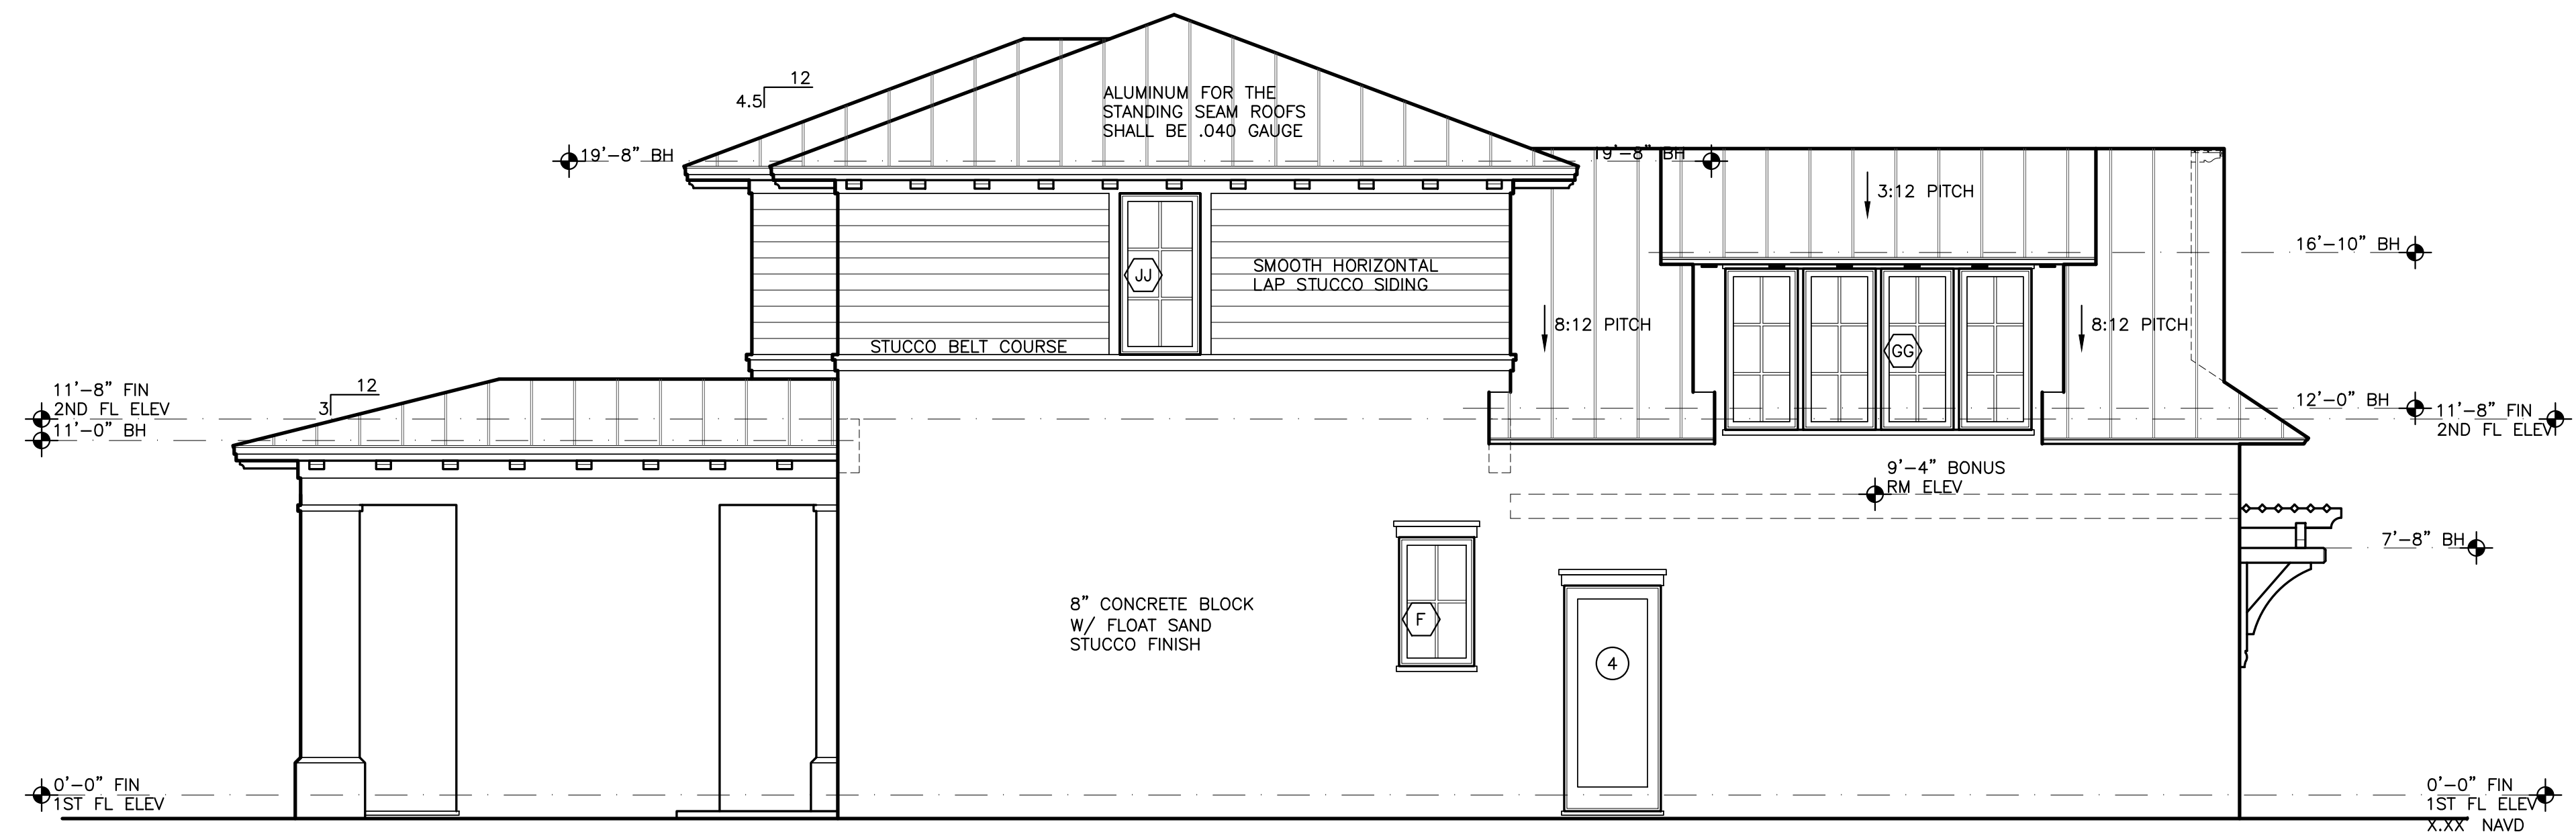 12
4.5
ALUMINUM FOR THE
STANDING SEAM ROOFS
SHALL BE .040 GAUGE
19'-8" BH
19'-8" BH
3:12 PITCH
16'-10" BH
JJ
SMOOTH HORIZONTAL
LAP STUCCO SIDING
8:12 PITCH
8:12 PITCH
GG
STUCCO BELT COURSE
12
3
11'-8" FIN
2ND FL ELEV
11'-0" BH
12'-0" BH
11'-8" FIN
2ND FL ELEV
9'-4" BONUS
RM ELEV
7'-8" BH
8" CONCRETE BLOCK
W/ FLOAT SAND
STUCCO FINISH
F
4
0'-0" FIN
1ST FL ELEV
0'-0" FIN
1ST FL ELEV
X.XX NAVD